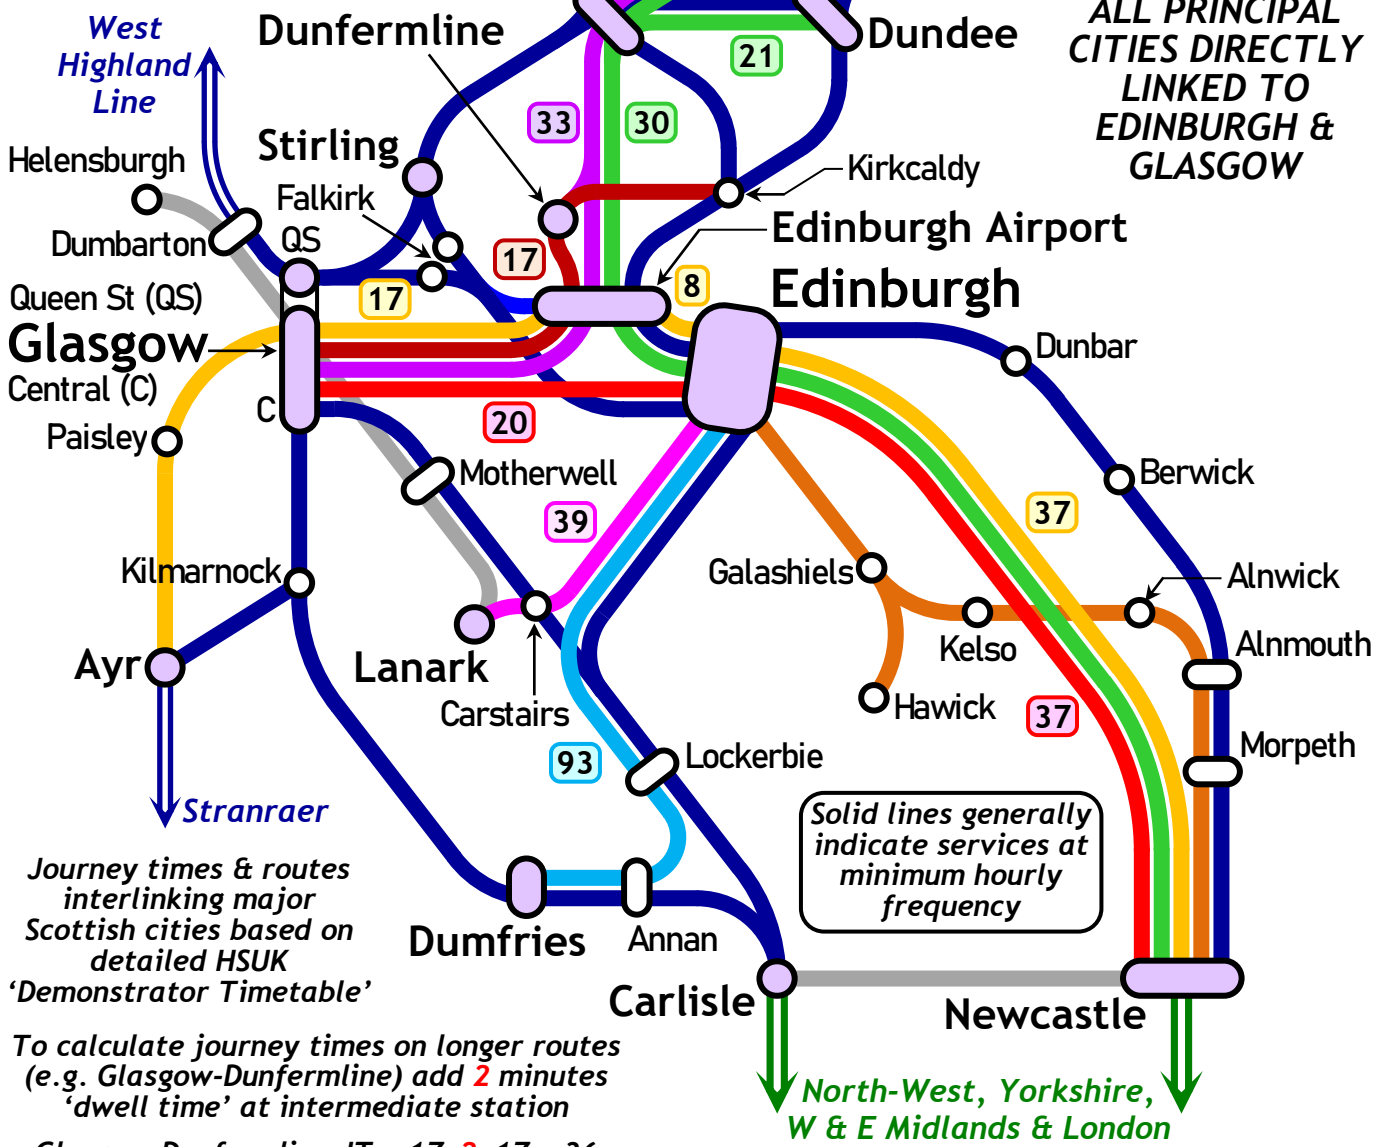 West
Highland
Line
Dunfermline
21
Dundee
ALL PRINCIPAL
CITIES DIRECTLY
LINKED TO
EDINBURGH &
GLASGOW
33
30
Helensburgh
Stirling
Falkirk
Kirkcaldy
Dumbarton
QS
17
Edinburgh Airport
Queen St (QS)
17
8
Edinburgh
Glasgow
Central (C)
C
20
Dunbar
Paisley
Motherwell
Berwick
39
37
Kilmarnock
Galashiels
Alnwick
Kelso
Alnmouth
Ayr
Lanark
Carstairs
Hawick
37
Morpeth
93
Lockerbie
Stranraer
Solid lines generally
indicate services at
minimum hourly
frequency
Journey times & routes
interlinking major
Scottish cities based on
detailed HSUK
‘Demonstrator Timetable’
Dumfries
Annan
Carlisle
Newcastle
To calculate journey times on longer routes
(e.g. Glasgow-Dunfermline) add 2 minutes
‘dwell time’ at intermediate station
North-West, Yorkshire,
W & E Midlands & London